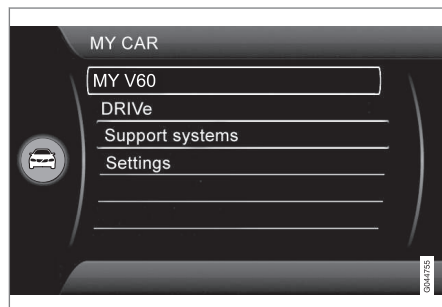 MY CAR
MY V60
DRIVe
Support systems
Settings
G044755